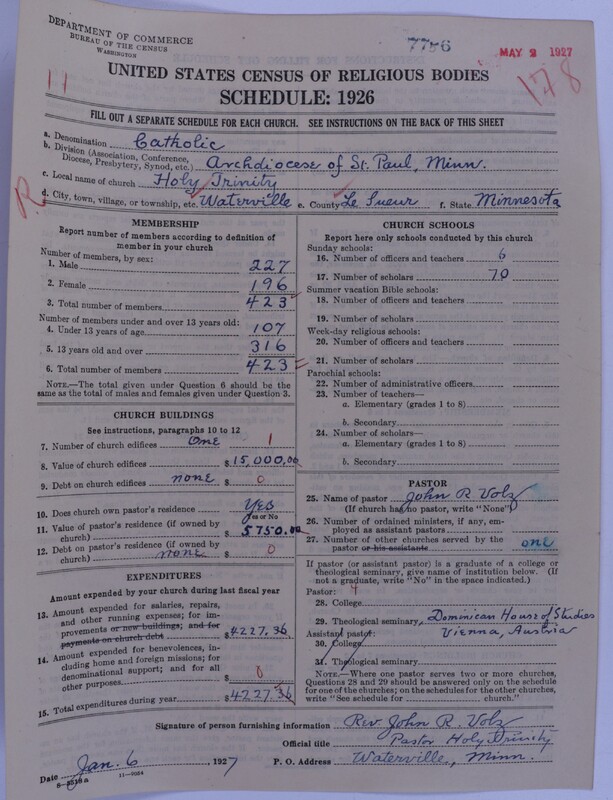 DEPARTMENT OF COMMERCE
BUREAU OF THE CENSUS
WASHINGTON
7756
MAY 2 1927
11
178
UNITED STATES CENSUS OF RELIGIOUS BODIES
SCHEDULE: 1926
FILL OUT A SEPARATE SCHEDULE FOR EACH CHURCH. SEE INSTRUCTIONS ON THE BACK OF THIS SHEET
a. Denomination Catholic
b. Division (Association, Conference, Diocese, Presbytery, Synod, etc.) Archdiocese of St. Paul, Minn.
c. Local name of church Holy Trinity
R
d. City, town, village, or township, etc. Waterville e. County Le Sueur f. State Minnesota
MEMBERSHIP
Report number of members according to definition of
member in your church
Number of members, by sex:
1. Male 227
2. Female 196
3. Total number of members 423
Number of members under and over 13 years old:
4. Under 13 years of age 107
5. 13 years old and over 316
6. Total number of members 423
NOTE.—The total given under Question 6 should be the
same as the total of males and females given under Question 3.
CHURCH BUILDINGS
See instructions, paragraphs 10 to 12
7. Number of church edifices one 1
8. Value of church edifices $15,000,00
9. Debt on church edifices none $ 0
10. Does church own pastor's residence Yes
Yes or No
11. Value of pastor's residence (if owned by
church) $ 5750.00
12. Debt on pastor's residence (if owned by
church) none $ 0
EXPENDITURES
Amount expended by your church during last fiscal year
13. Amount expended for salaries, repairs,
and other running expenses; for im-
provements or new buildings; and for
payments on church debt $4227,36
14. Amount expended for benevolences, in-
cluding home and foreign missions; for
denominational support; and for all
other purposes $ 0
15. Total expenditures during year $4227.36
CHURCH SCHOOLS
Report here only schools conducted by this church
Sunday schools:
16. Number of officers and teachers 6
17. Number of scholars 70
Summer vacation Bible schools:
18. Number of officers and teachers
19. Number of scholars
Week-day religious schools:
20. Number of officers and teachers
21. Number of scholars
Parochial schools:
22. Number of administrative officers
23. Number of teachers—
a. Elementary (grades 1 to 8)
b. Secondary
24. Number of scholars—
a. Elementary (grades 1 to 8)
b. Secondary
PASTOR
25. Name of pastor John R Volz
(If church has no pastor, write "None")
26. Number of ordained ministers, if any, em-
ployed as assistant pastors
27. Number of other churches served by the
pastor or his assistants one
If pastor (or assistant pastor) is a graduate of a college or
theological seminary, give name of institution below. (If
not a graduate, write "No" in the space indicated.)
Pastor:
28. College
29. Theological seminary Dominican House of Studies
Assistant pastor: Vienna, Austria
30. College
31. Theological seminary
NOTE.—Where one pastor serves two or more churches,
Questions 28 and 29 should be answered only on the schedule
for one of the churches; on the schedules for the other churches,
write "See schedule for church."
Signature of person furnishing information Rev. John R. Volz
Official title Pastor Holy Trinity
Date Jan. 6, 1927 P. O. Address Waterville, Minn.
11—9024